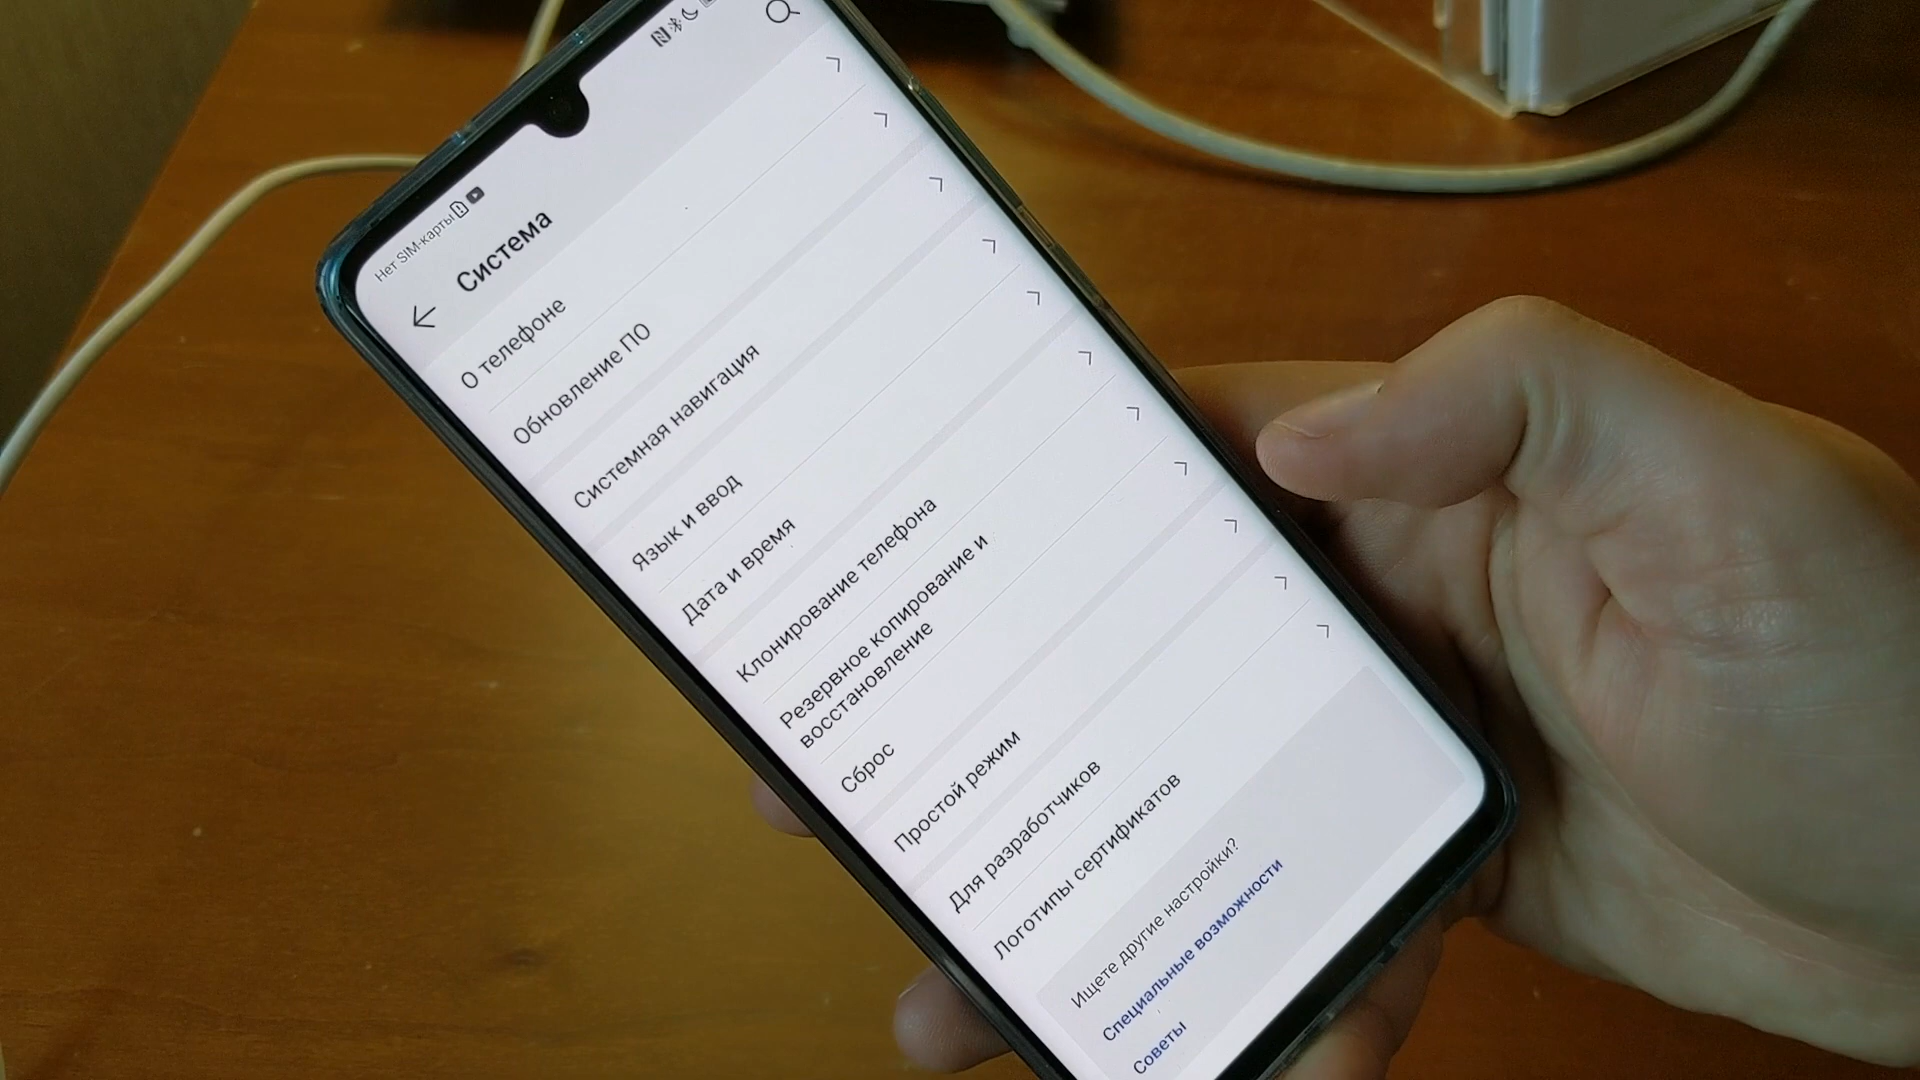 Нет SIM-карты
Система
О телефоне
Обновление ПО
Системная навигация
Язык и ввод
Дата и время
Клонирование телефона
Резервное копирование и
восстановление
Сброс
Простой режим
Для разработчиков
Логотипы сертификатов
Ищете другие настройки?
Специальные возможности
Советы